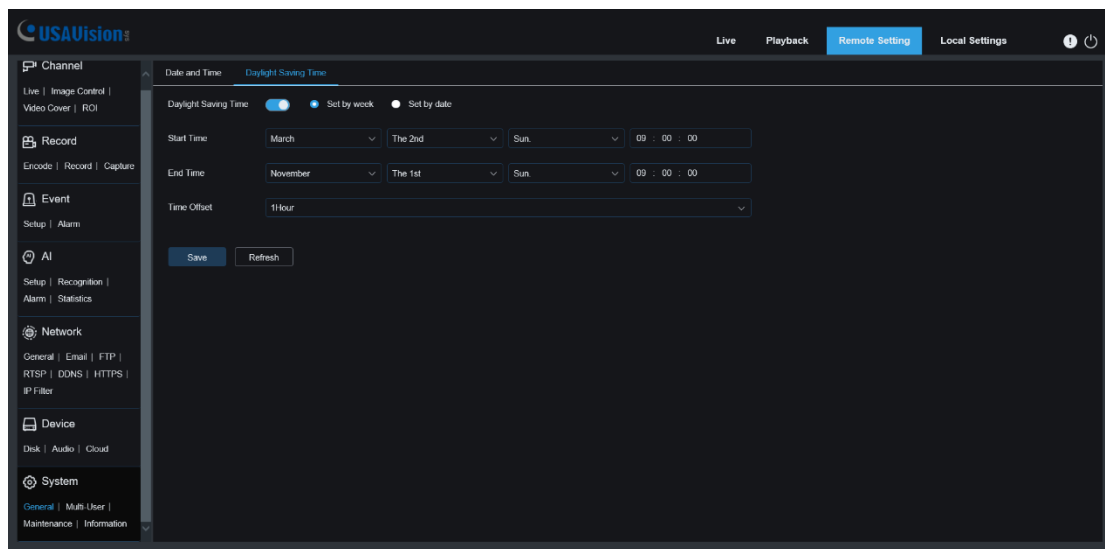 USAVision
Live Playback Remote Setting Local Settings
Channel
Live | Image Control |
Video Cover | ROI
Record
Encode | Record | Capture
Event
Setup | Alarm
AI
Setup | Recognition |
Alarm | Statistics
Network
General | Email | FTP |
RTSP | DDNS | HTTPS |
IP Filter
Device
Disk | Audio | Cloud
System
General | Multi-User |
Maintenance | Information
Date and Time Daylight Saving Time
Daylight Saving Time Set by week Set by date
Start Time March The 2nd Sun. 09 : 00 : 00
End Time November The 1st Sun. 09 : 00 : 00
Time Offset 1Hour
Save Refresh